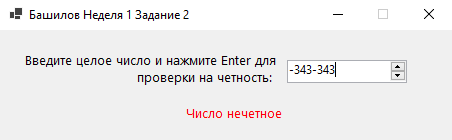 Башилов Неделя 1 Задание 2
Введите целое число и нажмите Enter для
проверки на четность:
-343-343
Число нечетное